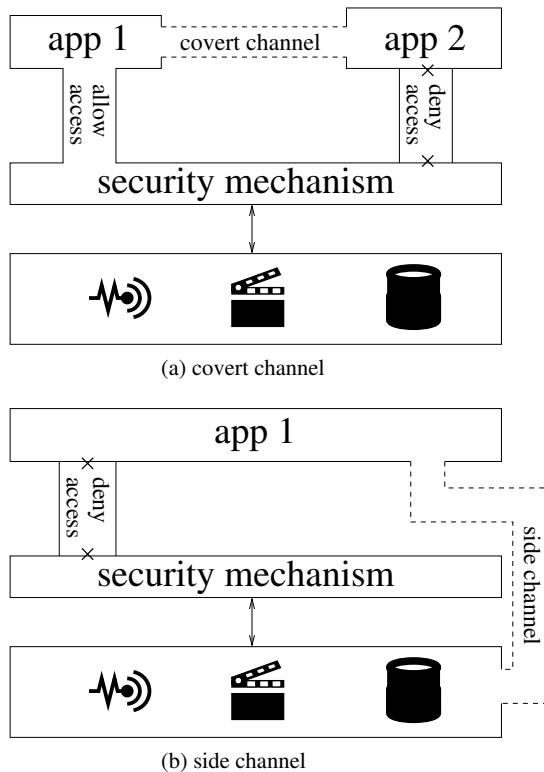 app 1
covert channel
app 2
allow
access
deny
access
security mechanism
(a) covert channel
app 1
deny
access
side channel
security mechanism
(b) side channel